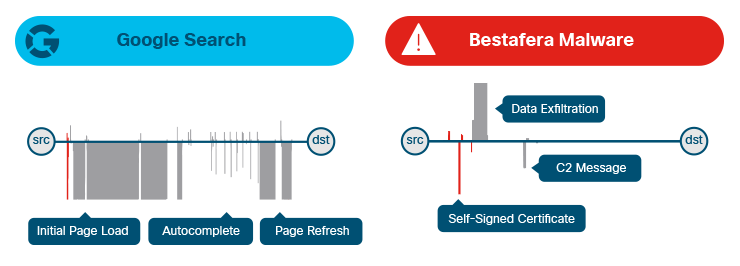 Google Search
Bestafera Malware
src
dst
Initial Page Load
Autocomplete
Page Refresh
src
dst
Data Exfiltration
C2 Message
Self-Signed Certificate